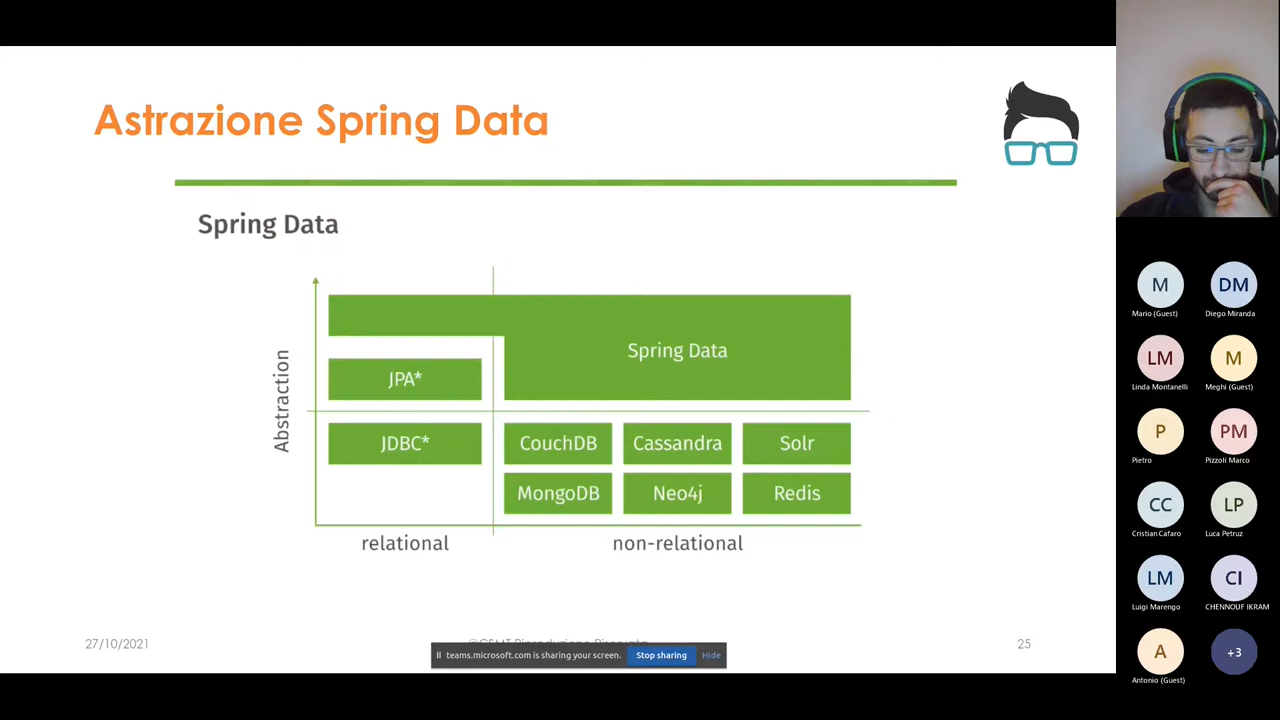 Astrazione Spring Data
Spring Data
Abstraction
Spring Data
JPA*
JDBC*
CouchDB
Cassandra
Solr
MongoDB
Neo4j
Redis
relational
non-relational
27/10/2021
25
teams.microsoft.com is sharing your screen.
Stop sharing
Hide
M
DM
Mario (Guest)
Diego Miranda
LM
M
Linda Montanelli
Meghi (Guest)
P
PM
Pietro
Pizzoli Marco
CC
LP
Cristian Cafaro
Luca Petruz
LM
CI
Luigi Marengo
CHENNOUF IKRAM
A
+3
Antonio (Guest)